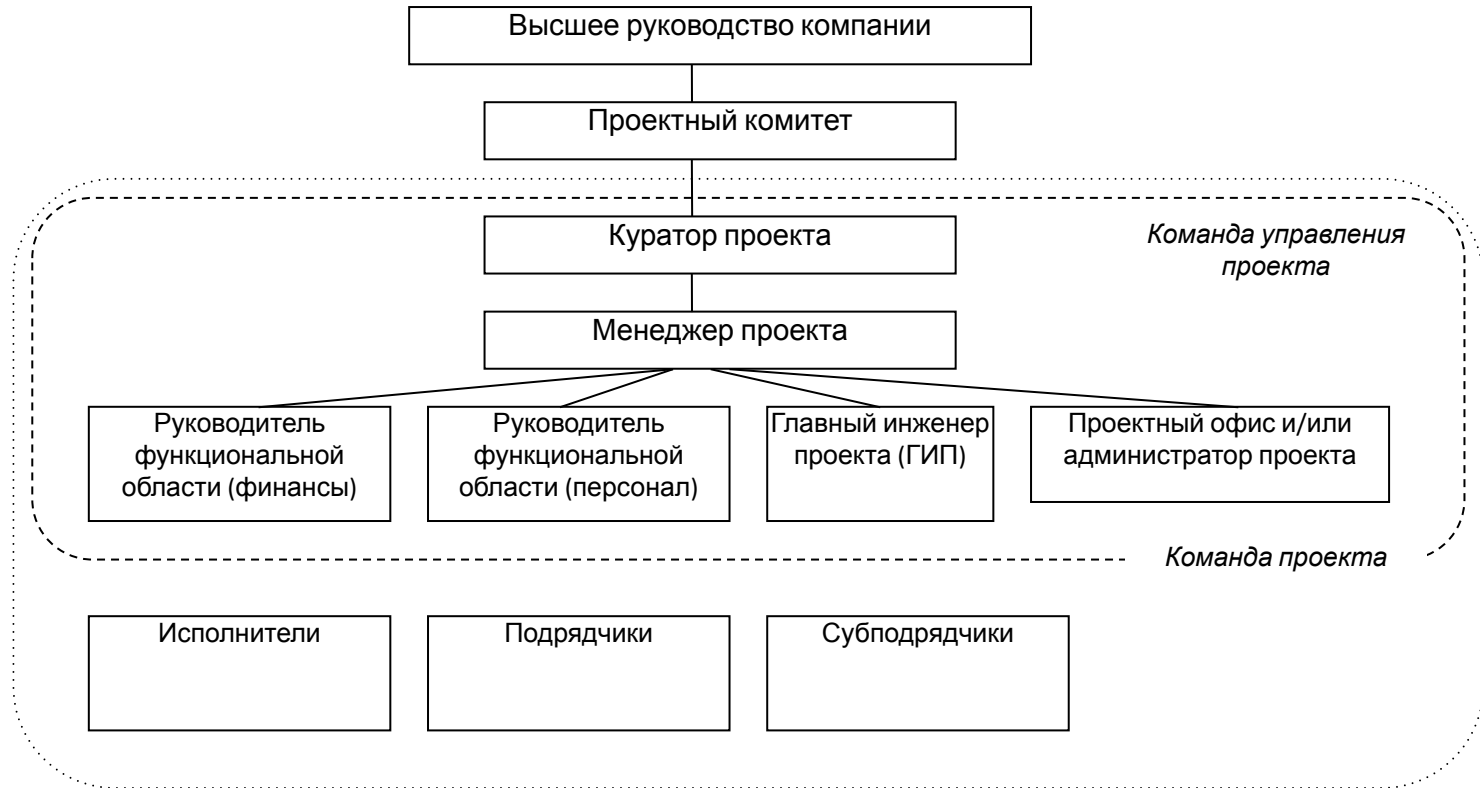 Высшее руководство компании
Проектный комитет
Куратор проекта
Команда управления
проекта
Менеджер проекта
Руководитель
функциональной
области (финансы)
Руководитель
функциональной
области (персонал)
Главный инженер
проекта (ГИП)
Проектный офис и/или
администратор проекта
Команда проекта
Исполнители
Подрядчики
Субподрядчики